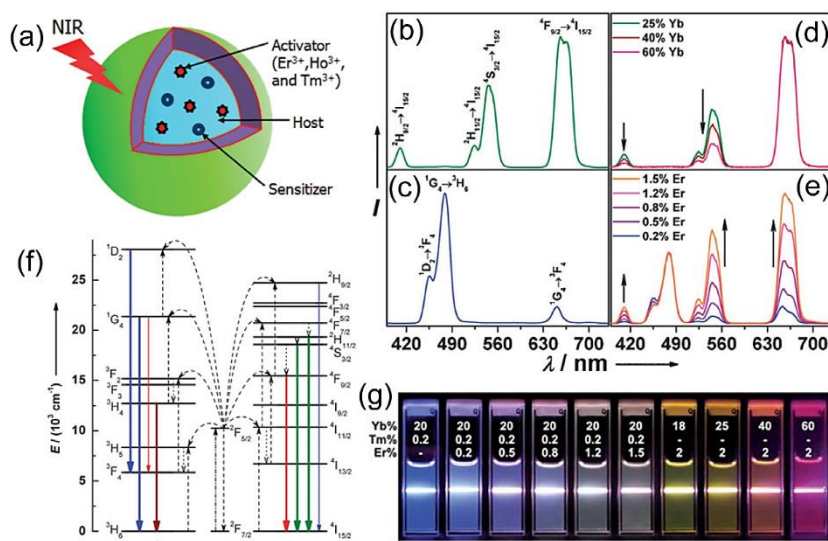 (a)
NIR
Activator
(Er³⁺,Ho³⁺,
and Tm³⁺)
Host
Sensitizer
(b)
²H₉/₂→⁴I₁₅/₂
²H₁₁/₂→⁴I₁₅/₂
⁴S₃/₂→⁴I₁₅/₂
⁴F₉/₂→⁴I₁₅/₂
(c)
¹D₂→³F₄
¹G₄→³H₆
¹G₄→³F₄
I
(d)
25% Yb
40% Yb
60% Yb
(e)
1.5% Er
1.2% Er
0.8% Er
0.5% Er
0.2% Er
420 490 560 630 700 420 490 560 630 700
λ / nm
(f)
E / (10³ cm⁻¹)
30
25
20
15
10
5
0
¹D₂
¹G₄
³F₂
³F₃
³H₄
³H₅
³F₄
³H₆
²F₅/₂
²F₇/₂
²H₉/₂
⁴F₃/₂
⁴F₅/₂
⁴F₇/₂
²H₁₁/₂
⁴S₃/₂
⁴F₉/₂
⁴I₉/₂
⁴I₁₁/₂
⁴I₁₃/₂
⁴I₁₅/₂
(g)
Yb% 20 20 20 20 20 20 18 25 40 60
Tm% 0.2 0.2 0.2 0.2 0.2 0.2 - - - -
Er% - 0.2 0.5 0.8 1.2 1.5 2 2 2 2